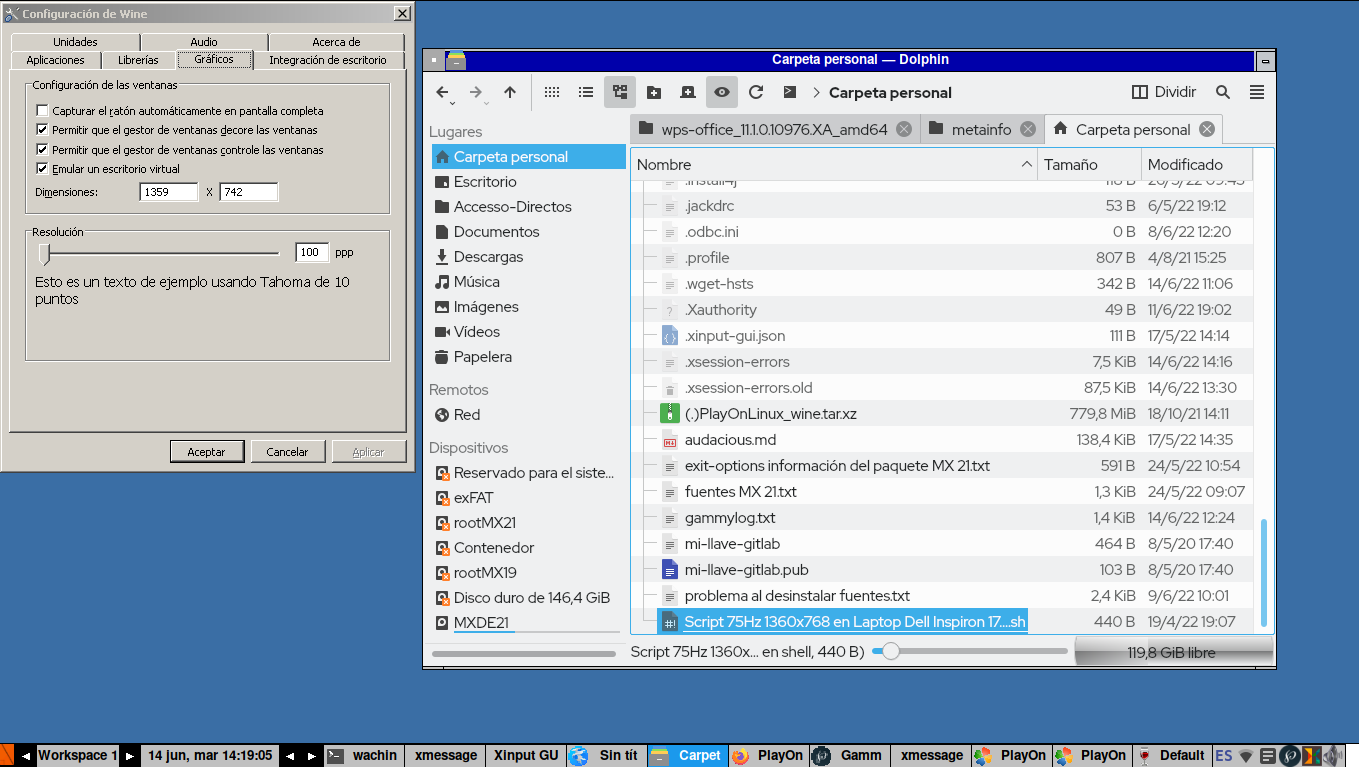 Configuración de Wine
Unidades Audio Acerca de
Aplicaciones Librerías Gráficos Integración de escritorio
Configuración de las ventanas
Capturar el ratón automáticamente en pantalla completa
Permitir que el gestor de ventanas decore las ventanas
Permitir que el gestor de ventanas controle las ventanas
Emular un escritorio virtual
Dimensiones: 1359 X 742
Resolución
100 ppp
Esto es un texto de ejemplo usando Tahoma de 10
puntos
Aceptar Cancelar Aplicar
Carpeta personal — Dolphin
Carpeta personal Dividir
Lugares
Carpeta personal
Escritorio
Accesso-Directos
Documentos
Descargas
Música
Imágenes
Vídeos
Papelera
Remotos
Red
Dispositivos
Reservado para el siste...
exFAT
rootMX21
Contenedor
rootMX19
Disco duro de 146,4 GiB
MXDE21
wps-office_11.1.0.10976.XA_amd64 metainfo Carpeta personal
Nombre Tamaño Modificado
.install4j 118 B 26/5/22 09:43
.jackdrc 53 B 6/5/22 19:12
.odbc.ini 0 B 8/6/22 12:20
.profile 807 B 4/8/21 15:25
.wget-hsts 342 B 14/6/22 11:06
.Xauthority 49 B 11/6/22 19:02
.xinput-gui.json 111 B 17/5/22 14:14
.xsession-errors 7,5 KiB 14/6/22 14:16
.xsession-errors.old 87,5 KiB 14/6/22 13:30
(.)PlayOnLinux_wine.tar.xz 779,8 MiB 18/10/21 14:11
audacious.md 138,4 KiB 17/5/22 14:35
exit-options información del paquete MX 21.txt 591 B 24/5/22 10:54
fuentes MX 21.txt 1,3 KiB 24/5/22 09:07
gammylog.txt 1,4 KiB 14/6/22 12:24
mi-llave-gitlab 464 B 8/5/20 17:40
mi-llave-gitlab.pub 103 B 8/5/20 17:40
problema al desinstalar fuentes.txt 2,4 KiB 9/6/22 10:01
Script 75Hz 1360x768 en Laptop Dell Inspiron 17....sh 440 B 19/4/22 19:07
Script 75Hz 1360x... en shell, 440 B) 119,8 GiB libre
Workspace 1 14 jun, mar 14:19:05 wachin xmessage Xinput GU Sin tít Carpet PlayOn Gamm xmessage PlayOn PlayOn Default ES